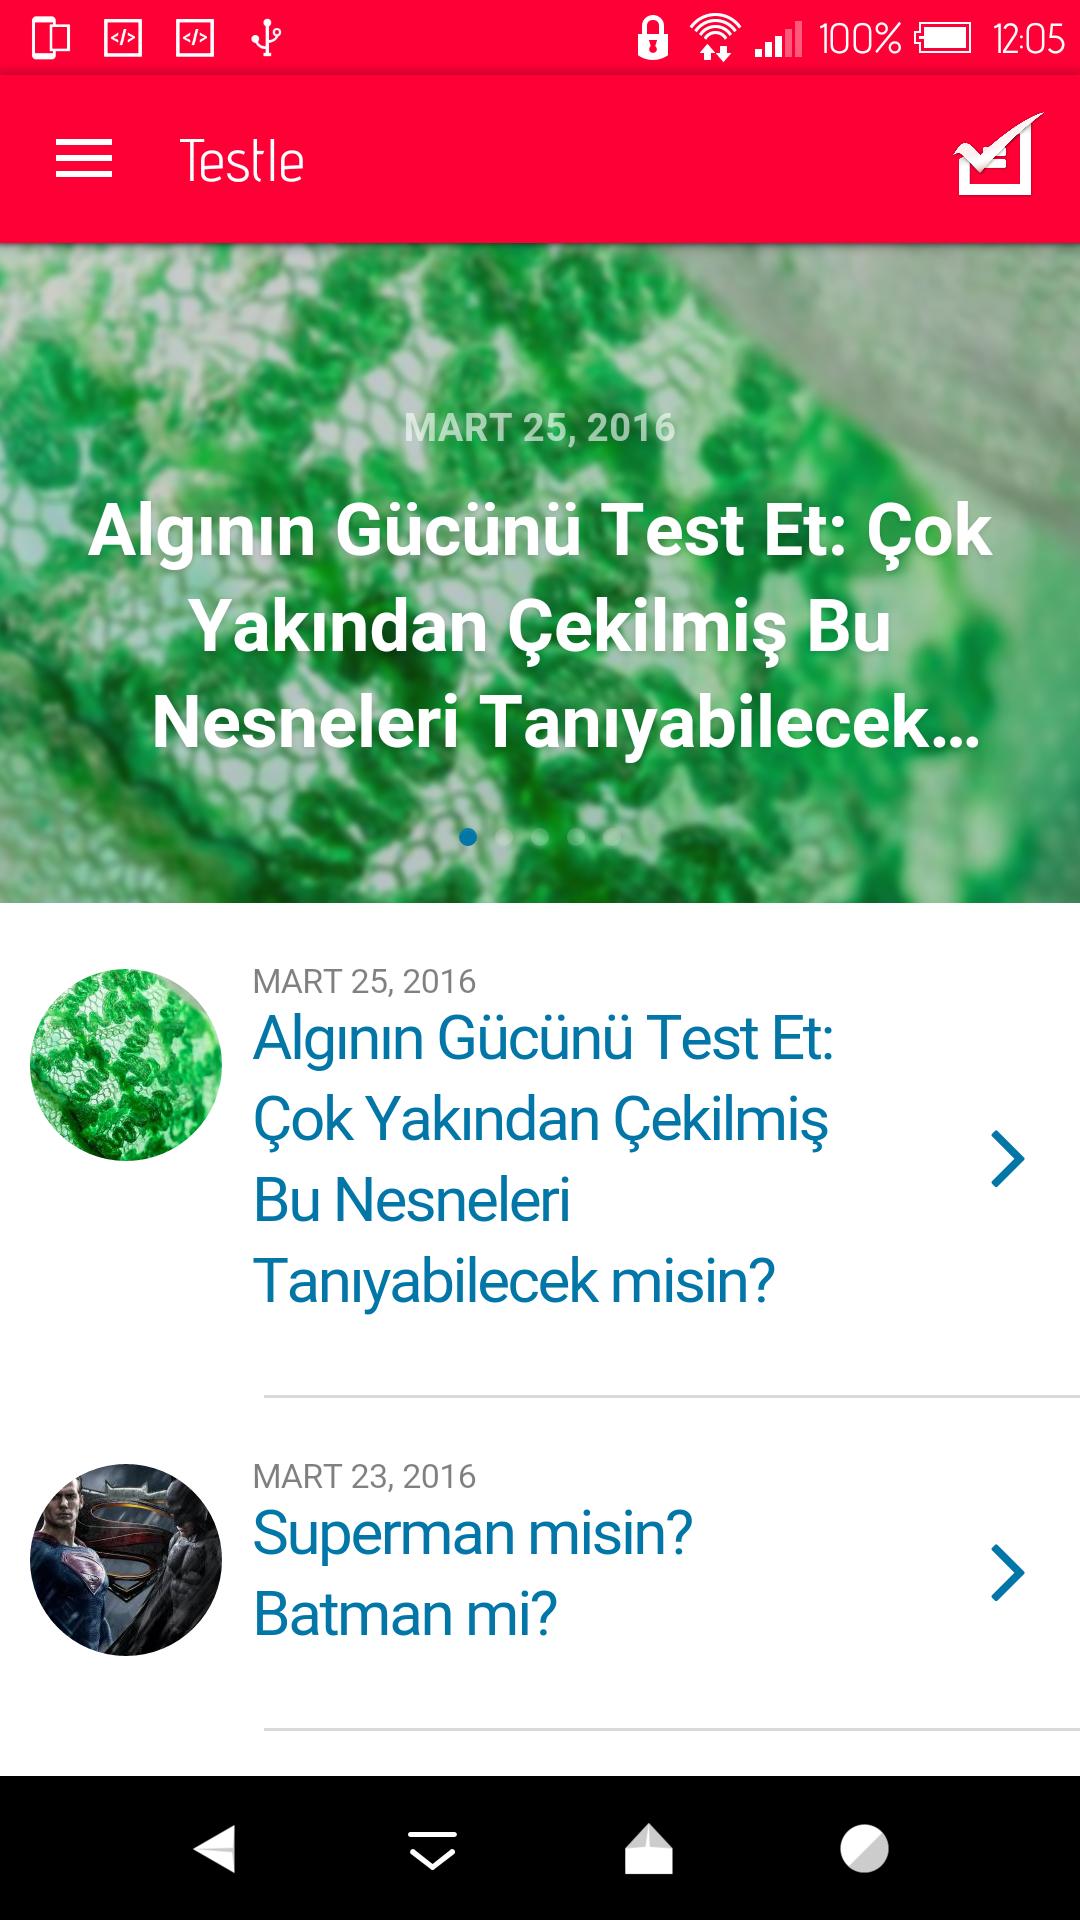 100% 12:05
Testle
MART 25, 2016
Algının Gücünü Test Et: Çok
Yakından Çekilmiş Bu
Nesneleri Tanıyabilecek...
MART 25, 2016
Algının Gücünü Test Et:
Çok Yakından Çekilmiş
Bu Nesneleri
Tanıyabilecek misin?
MART 23, 2016
Superman misin?
Batman mi?